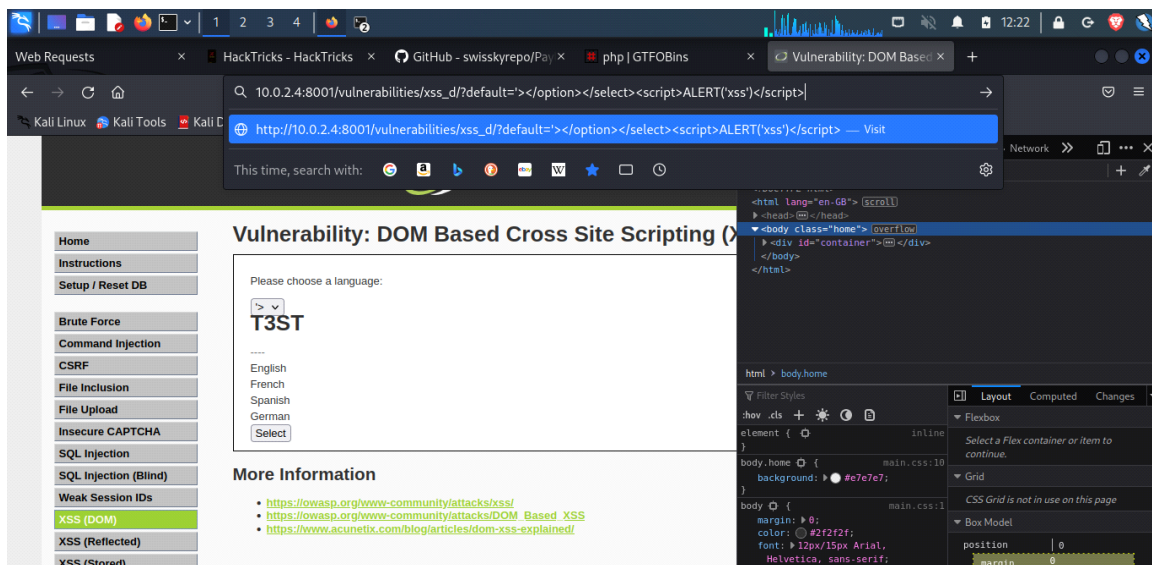 1 2 3 4 12:22
Web Requests HackTricks - HackTricks GitHub - swisskyrepo/Pay php | GTFOBins Vulnerability: DOM Based
10.0.2.4:8001/vulnerabilities/xss_d/?default='></option></select><script>ALERT('xss')</script>
Kali Linux Kali Tools Kali D
http://10.0.2.4:8001/vulnerabilities/xss_d/?default='></option></select><script>ALERT('xss')</script> — Visit
Network
This time, search with:
<html lang="en-GB"> scroll
<head> </head>
<body class="home"> overflow
<div id="container"> </div>
</body>
</html>
Home
Instructions
Setup / Reset DB
Brute Force
Command Injection
CSRF
File Inclusion
File Upload
Insecure CAPTCHA
SQL Injection
SQL Injection (Blind)
Weak Session IDs
XSS (DOM)
XSS (Reflected)
XSS (Stored)
Vulnerability: DOM Based Cross Site Scripting (X
Please choose a language:
'>
T3ST
----
English
French
Spanish
German
Select
More Information
https://owasp.org/www-community/attacks/xss/
https://owasp.org/www-community/attacks/DOM_Based_XSS
https://www.acunetix.com/blog/articles/dom-xss-explained/
html > body.home
Filter Styles
:hov .cls +
element { inline
}
body.home { main.css:10
background: #e7e7e7;
}
body { main.css:1
margin: 0;
color: #2f2f2f;
font: 12px/15px Arial,
Helvetica, sans-serif;
Layout Computed Changes
Flexbox
Select a Flex container or item to
continue.
Grid
CSS Grid is not in use on this page
Box Model
position 0
margin 0